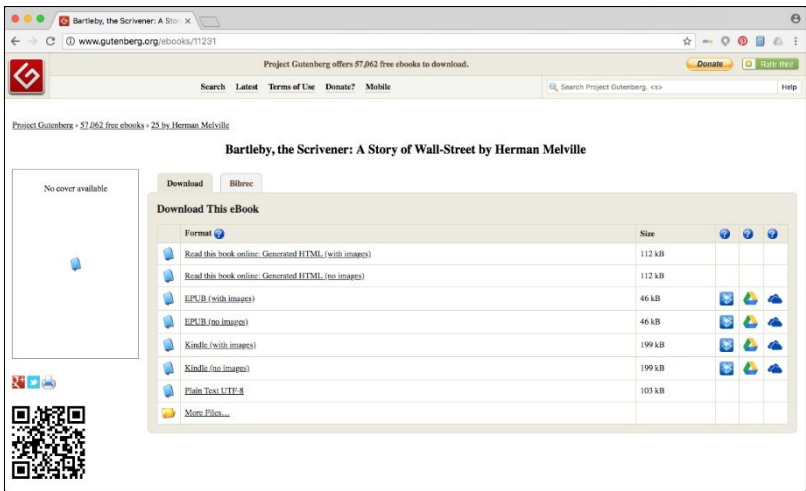 Bartleby, the Scrivener: A Stor
www.gutenberg.org/ebooks/11231
Project Gutenberg offers 57,062 free ebooks to download.
Donate
Flattr this!
Search Latest Terms of Use Donate? Mobile
Search Project Gutenberg. <s>
Help
Project Gutenberg > 57,062 free ebooks > 25 by Herman Melville
Bartleby, the Scrivener: A Story of Wall-Street by Herman Melville
No cover available
Download Bibrec
Download This eBook
Format ? Size ? ? ?
Read this book online: Generated HTML (with images) 112 kB
Read this book online: Generated HTML (no images) 112 kB
EPUB (with images) 46 kB
EPUB (no images) 46 kB
Kindle (with images) 199 kB
Kindle (no images) 199 kB
Plain Text UTF-8 103 kB
More Files…